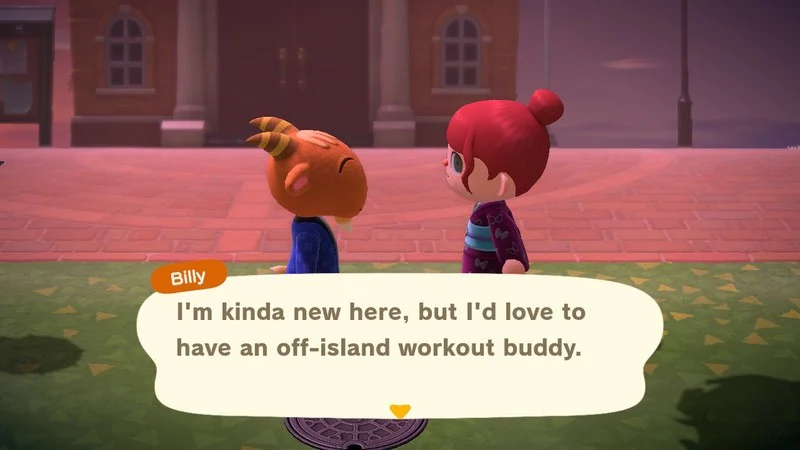 Billy
I'm kinda new here, but I'd love to
have an off-island workout buddy.